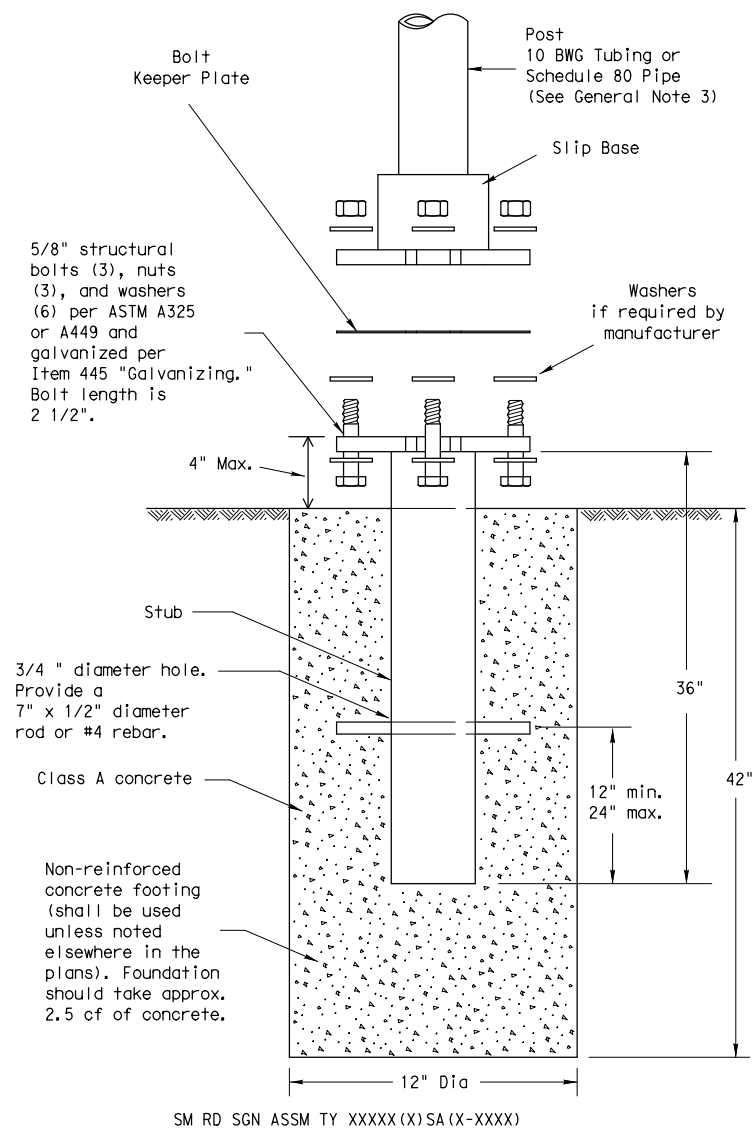 Post
10 BWG Tubing or
Schedule 80 Pipe
(See General Note 3)
Bolt
Keeper Plate
Slip Base
5/8" structural
bolts (3), nuts
(3), and washers
(6) per ASTM A325
or A449 and
galvanized per
Item 445 "Galvanizing."
Bolt length is
2 1/2".
Washers
if required by
manufacturer
4" Max.
Stub
3/4 " diameter hole.
Provide a
7" x 1/2" diameter
rod or #4 rebar.
36"
Class A concrete
12" min.
24" max.
42"
Non-reinforced
concrete footing
(shall be used
unless noted
elsewhere in the
plans). Foundation
should take approx.
2.5 cf of concrete.
12" Dia
SM RD SGN ASSM TY XXXXX(X)SA(X-XXXX)